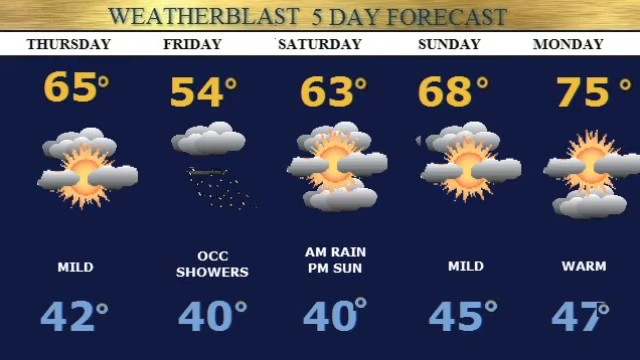 WEATHERBLAST 5 DAY FORECAST
THURSDAY FRIDAY SATURDAY SUNDAY MONDAY
65° 54° 63° 68° 75°
MILD OCC SHOWERS AM RAIN PM SUN MILD WARM
42° 40° 40° 45° 47°